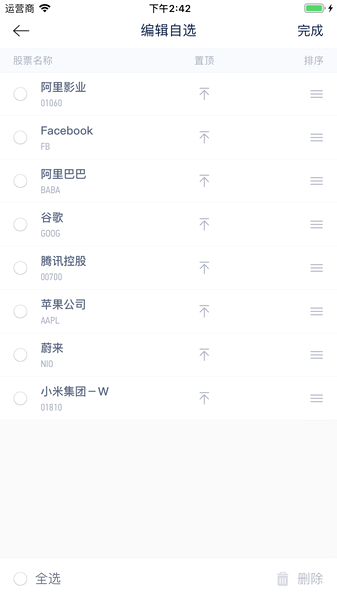 运营商 下午2:42
编辑自选 完成
股票名称 置顶 排序
阿里影业
01060
Facebook
FB
阿里巴巴
BABA
谷歌
GOOG
腾讯控股
00700
苹果公司
AAPL
蔚来
NIO
小米集团－W
01810
全选 删除